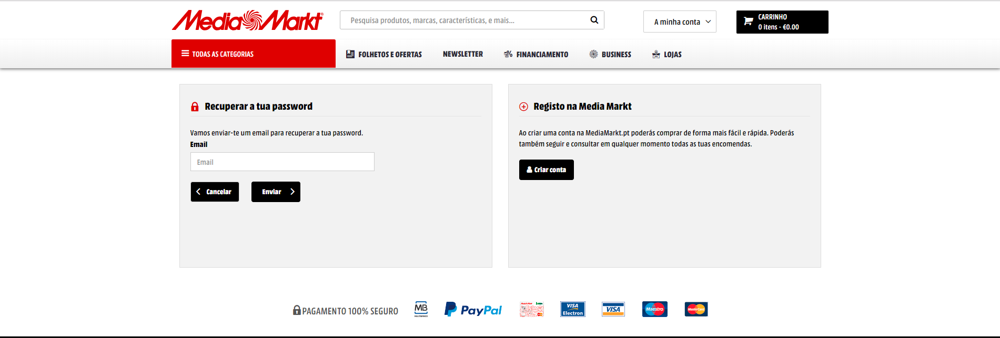 MediaMarkt
Pesquisa produtos, marcas, características, e mais...
A minha conta
CARRINHO
0 itens - €0.00
TODAS AS CATEGORIAS
FOLHETOS E OFERTAS
NEWSLETTER
FINANCIAMENTO
BUSINESS
LOJAS
Recuperar a tua password
Vamos enviar-te um email para recuperar a tua password.
Email
Email
Cancelar
Enviar
Registo na Media Markt
Ao criar uma conta na MediaMarkt.pt poderás comprar de forma mais fácil e rápida. Poderás
também seguir e consultar em qualquer momento todas as tuas encomendas.
Criar conta
PAGAMENTO 100% SEGURO
MB
MULTIBANCO
PayPal
VISA
Electron
VISA
Maestro
MasterCard